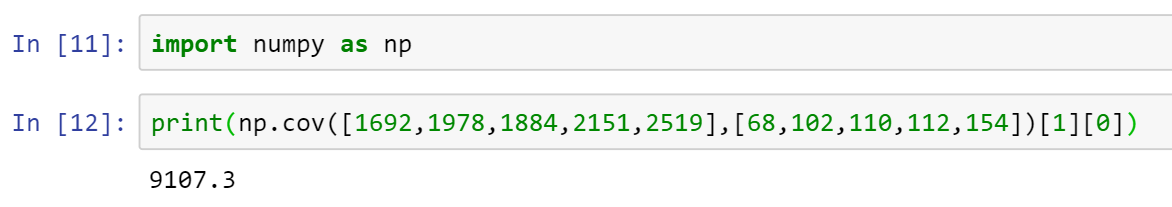 In [11]: import numpy as np
In [12]: print(np.cov([1692,1978,1884,2151,2519],[68,102,110,112,154])[1][0])
9107.3